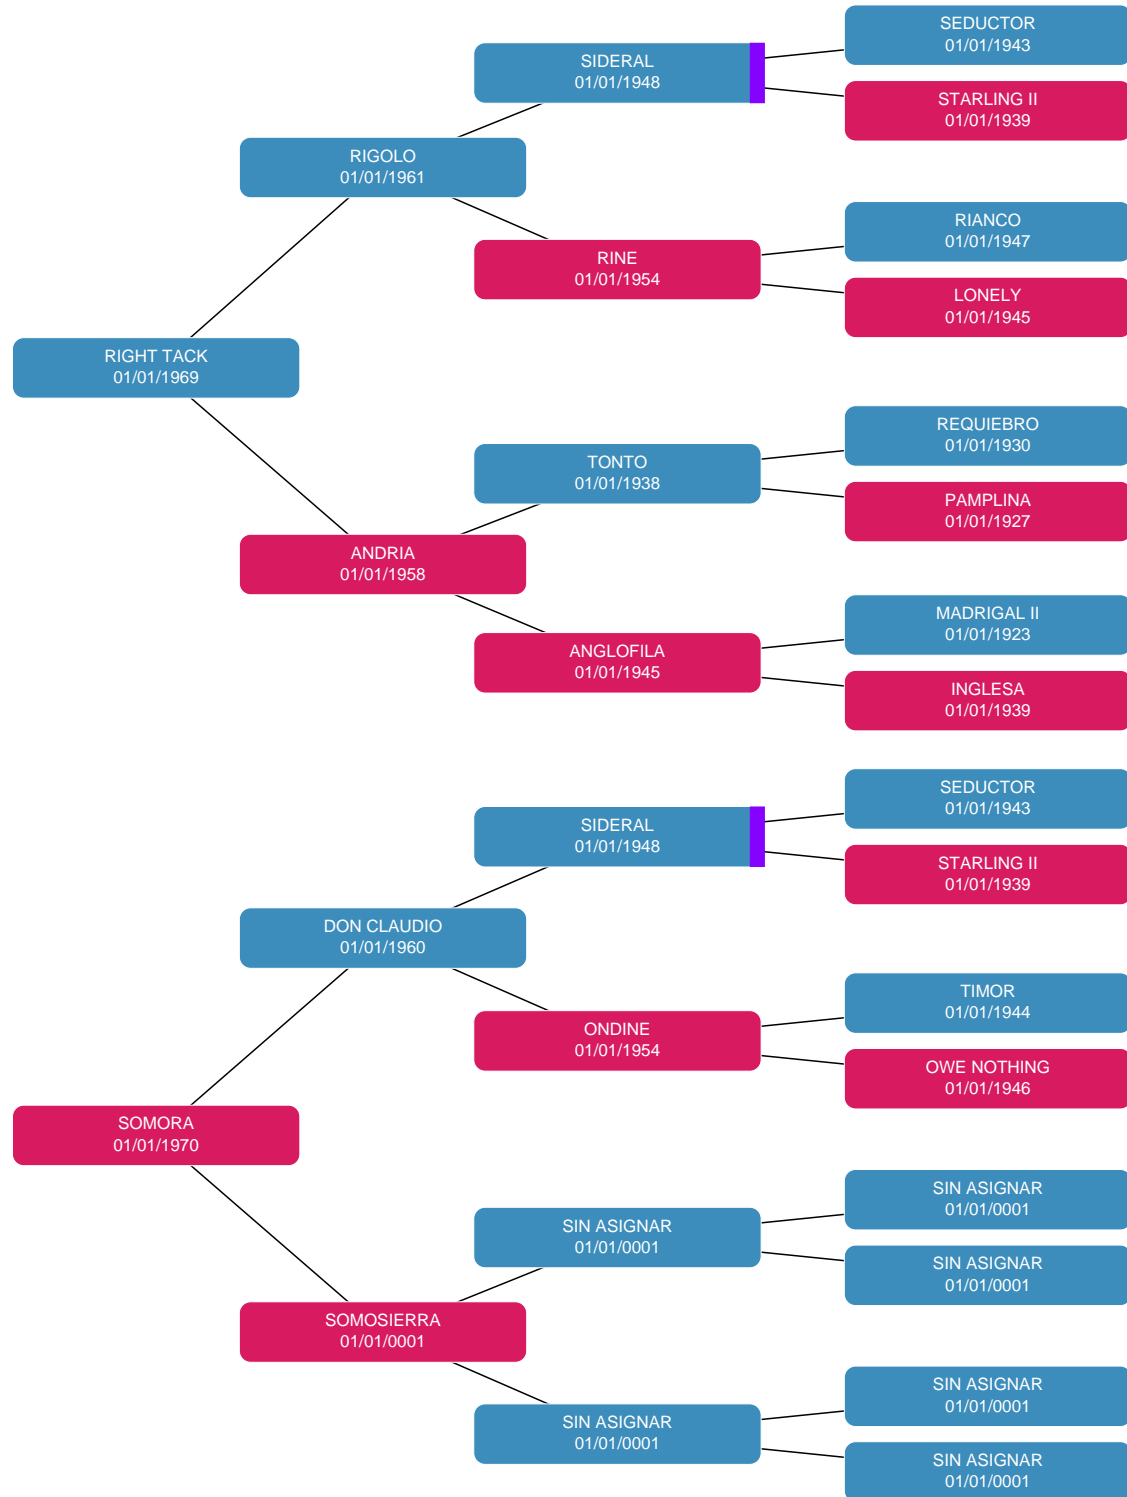 SEDUCTOR
01/01/1943
SIDERAL
01/01/1948
STARLING II
01/01/1939
RIGOLO
01/01/1961
RIANCO
01/01/1947
RINE
01/01/1954
LONELY
01/01/1945
RIGHT TACK
01/01/1969
REQUIEBRO
01/01/1930
TONTO
01/01/1938
PAMPLINA
01/01/1927
ANDRIA
01/01/1958
MADRIGAL II
01/01/1923
ANGLOFILA
01/01/1945
INGLESA
01/01/1939
SEDUCTOR
01/01/1943
SIDERAL
01/01/1948
STARLING II
01/01/1939
DON CLAUDIO
01/01/1960
TIMOR
01/01/1944
ONDINE
01/01/1954
OWE NOTHING
01/01/1946
SOMORA
01/01/1970
SIN ASIGNAR
01/01/0001
SIN ASIGNAR
01/01/0001
SIN ASIGNAR
01/01/0001
SOMOSIERRA
01/01/0001
SIN ASIGNAR
01/01/0001
SIN ASIGNAR
01/01/0001
SIN ASIGNAR
01/01/0001